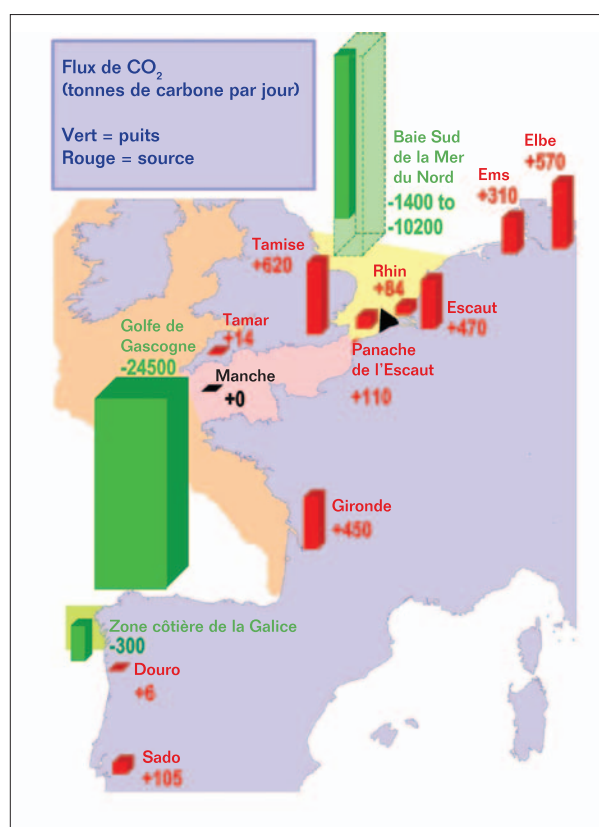 Flux de CO2
(tonnes de carbone par jour)
Vert = puits
Rouge = source
Baie Sud
de la Mer
du Nord
-1400 to
-10200
Elbe
+570
Ems
+310
Tamise
+620
Rhin
+84
Escaut
+470
Golfe de
Gascogne
-24500
Tamar
+14
Manche
+0
Panache
de l'Escaut
+110
Gironde
+450
Zone côtière de la Galice
-300
Douro
+6
Sado
+105